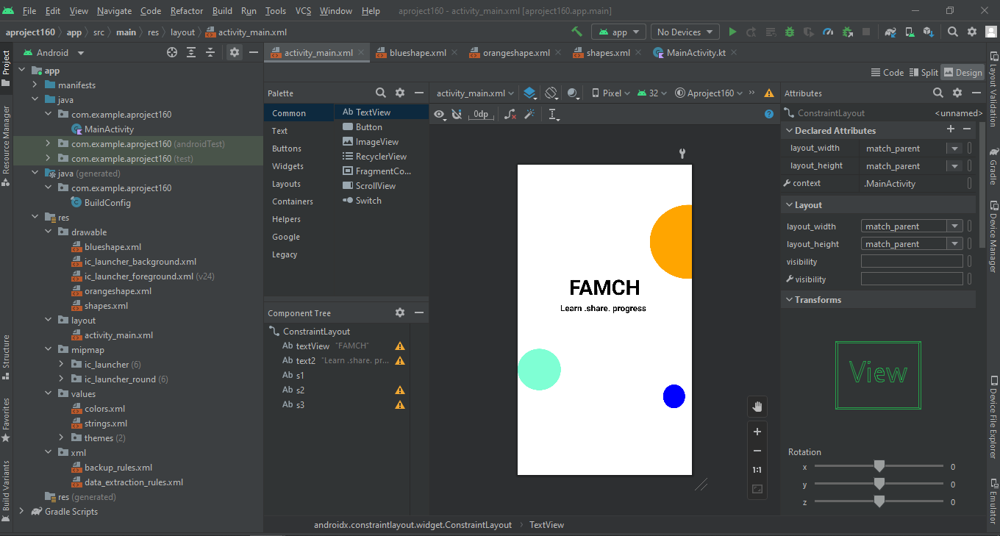 File Edit View Navigate Code Refactor Build Run Tools VCS Window Help aproject160 - activity_main.xml [aproject160.app.main]
aproject160 app src main res layout activity_main.xml app No Devices
Project
Android
activity_main.xml blueshape.xml orangeshape.xml shapes.xml MainActivity.kt
Code Split Design
app
manifests
java
com.example.aproject160
MainActivity
com.example.aproject160 (androidTest)
com.example.aproject160 (test)
java (generated)
com.example.aproject160
BuildConfig
res
drawable
blueshape.xml
ic_launcher_background.xml
ic_launcher_foreground.xml (v24)
orangeshape.xml
shapes.xml
layout
activity_main.xml
mipmap
ic_launcher (6)
ic_launcher_round (6)
values
colors.xml
strings.xml
themes (2)
xml
backup_rules.xml
data_extraction_rules.xml
res (generated)
Gradle Scripts
Resource Manager
Structure
Favorites
Build Variants
Palette
Common
Text
Buttons
Widgets
Layouts
Containers
Helpers
Google
Legacy
Ab TextView
Button
ImageView
RecyclerView
FragmentCo...
ScrollView
Switch
Component Tree
ConstraintLayout
Ab textView "FAMCH"
Ab text2 "Learn .share. pr...
Ab s1
Ab s2
Ab s3
activity_main.xml Pixel 32 Aproject160 »
0dp
?
FAMCH
Learn .share. progress
+
−
1:1
androidx.constraintlayout.widget.ConstraintLayout TextView
Attributes
ConstraintLayout <unnamed>
Declared Attributes + −
layout_width match_parent
layout_height match_parent
context .MainActivity
Layout
layout_width match_parent
layout_height match_parent
visibility
visibility
Transforms
View
Rotation
x 0
y 0
z 0
Layout Validation
Gradle
Device Manager
Device File Explorer
Emulator